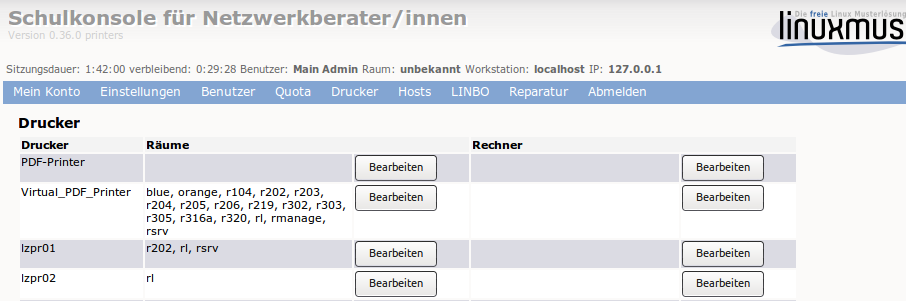 Schulkonsole für Netzwerkberater/innen
Version 0.36.0 printers
Die freie Linux Musterlösung
linuxmus
Sitzungsdauer: 1:42:00 verbleibend: 0:29:28 Benutzer: Main Admin Raum: unbekannt Workstation: localhost IP: 127.0.0.1
Mein Konto Einstellungen Benutzer Quota Drucker Hosts LINBO Reparatur Abmelden
Drucker
Drucker Räume Rechner
PDF-Printer Bearbeiten Bearbeiten
Virtual_PDF_Printer blue, orange, r104, r202, r203, Bearbeiten Bearbeiten
r204, r205, r206, r219, r302, r303,
r305, r316a, r320, rl, rmanage,
rsrv
lzpr01 r202, rl, rsrv Bearbeiten Bearbeiten
lzpr02 rl Bearbeiten Bearbeiten